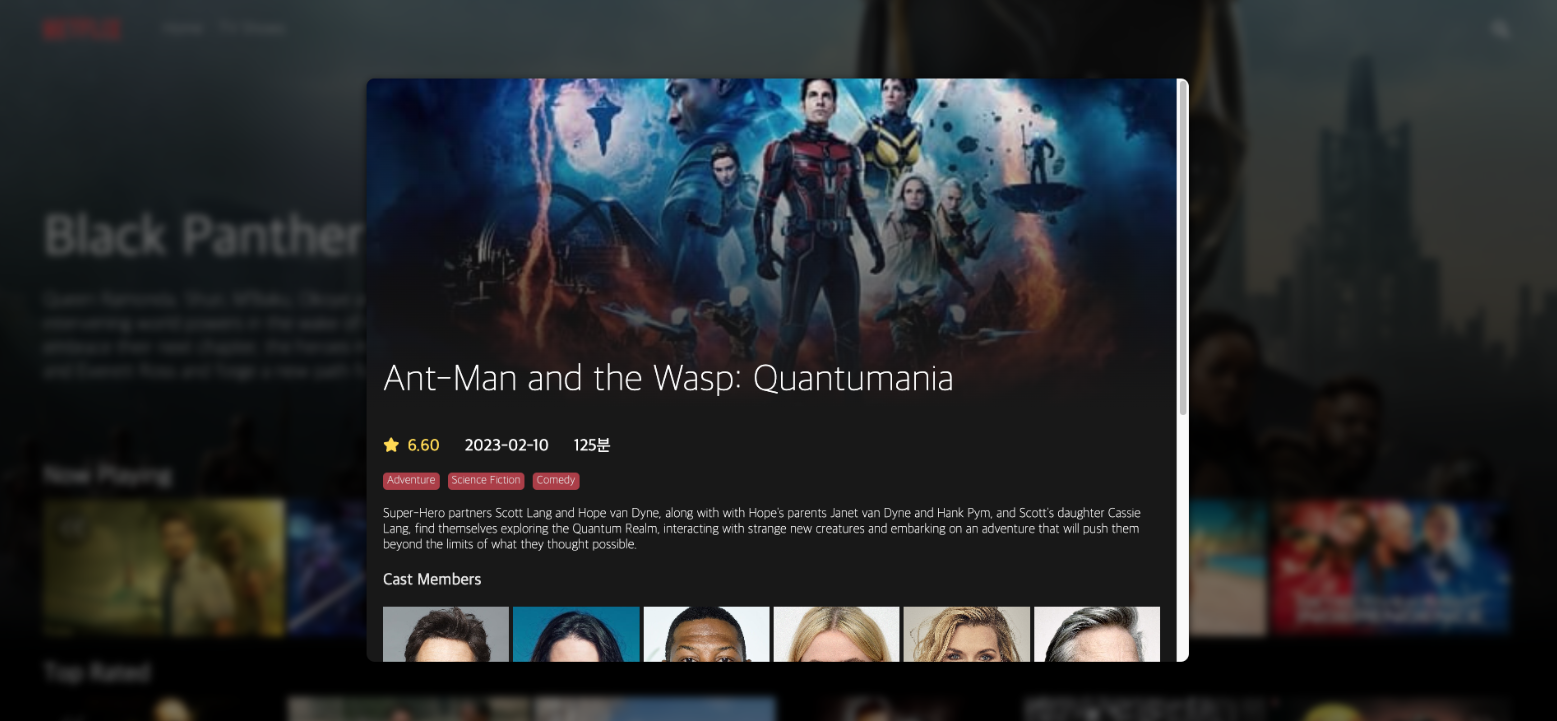 NETFLIX
Home TV Shows
Black Panther
Ant-Man and the Wasp: Quantumania
6.60 2023-02-10 125분
Adventure Science Fiction Comedy
Super-Hero partners Scott Lang and Hope van Dyne, along with with Hope's parents Janet van Dyne and Hank Pym, and Scott's daughter Cassie
Lang, find themselves exploring the Quantum Realm, interacting with strange new creatures and embarking on an adventure that will push them
beyond the limits of what they thought possible.
Now Playing
Cast Members
Top Rated